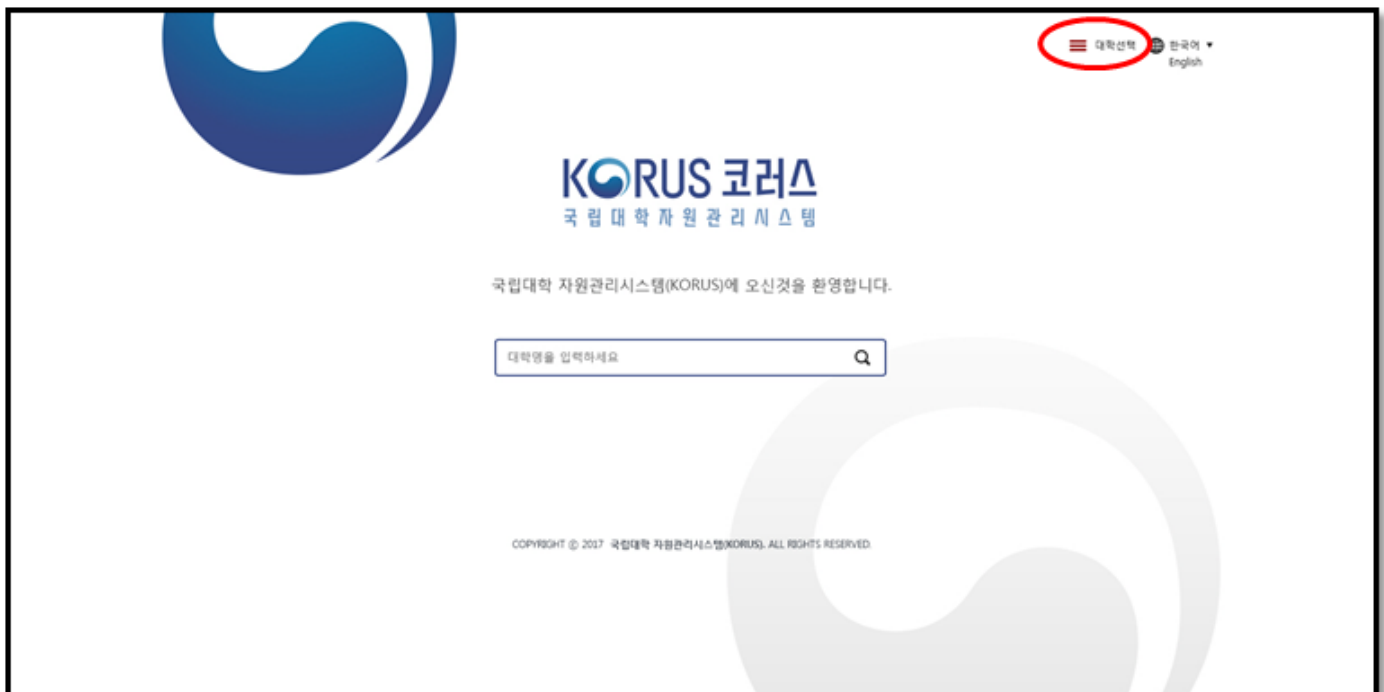 대학선택 한국어 ▼
English
KORUS 코러스
국립대학자원관리시스템
국립대학 자원관리시스템(KORUS)에 오신것을 환영합니다.
대학명을 입력하세요
COPYRIGHT ⓒ 2017 국립대학 자원관리시스템(KORUS). ALL RIGHTS RESERVED.